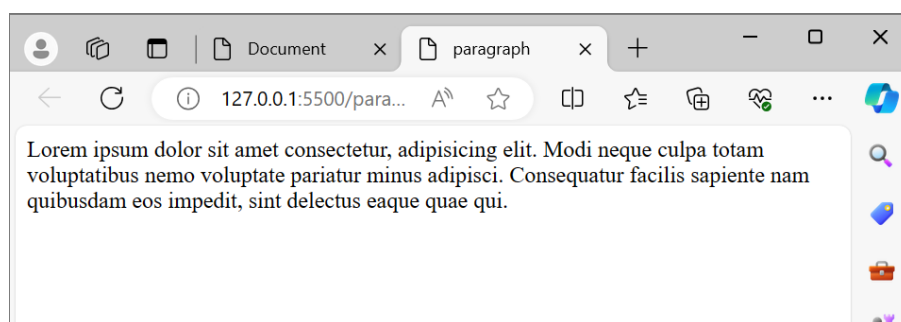 Document
paragraph
127.0.0.1:5500/para...
Lorem ipsum dolor sit amet consectetur, adipisicing elit. Modi neque culpa totam
voluptatibus nemo voluptate pariatur minus adipisci. Consequatur facilis sapiente nam
quibusdam eos impedit, sint delectus eaque quae qui.